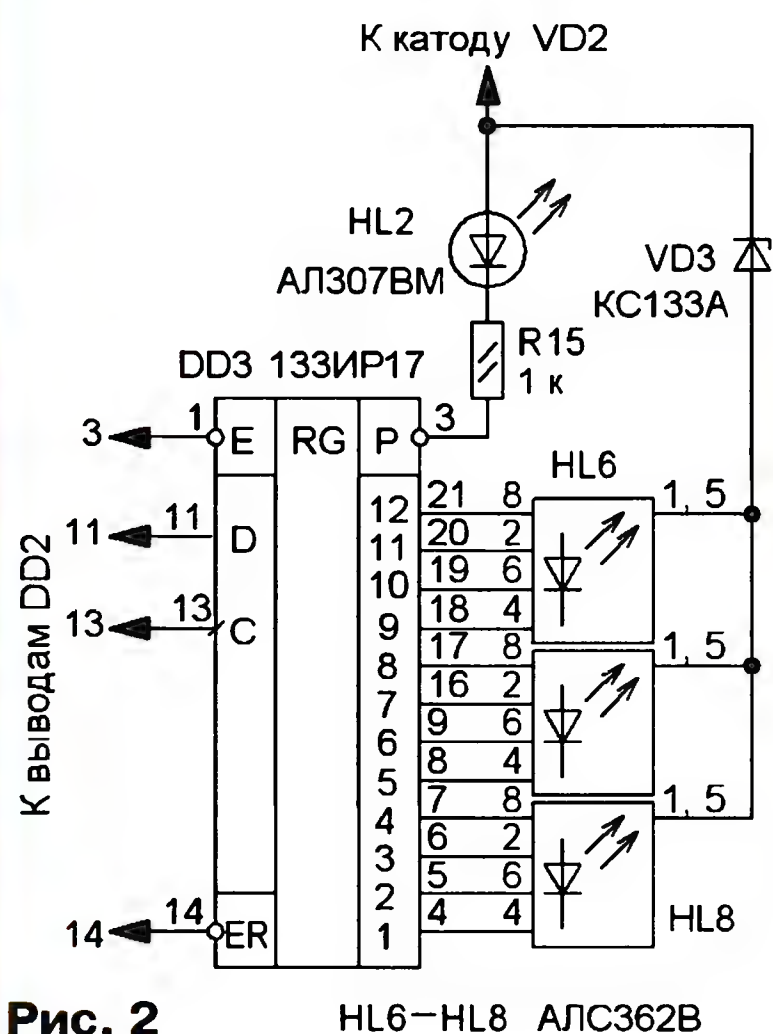 К катоду VD2
HL2
АЛ307ВМ
VD3
КС133А
R15
1 к
DD3 133ИР17
3 1 E RG P 3
HL6
12 21 8 1, 5
11 11 D 11 20 2
10 19 6
13 13 C 9 18 4
8 17 8 1, 5
7 16 2
6 9 6
5 8 4
4 7 8 1, 5
3 6 2
2 5 6
14 14 ER 1 4 4
HL8
К выводам DD2
Рис. 2
HL6−HL8 АЛС362В